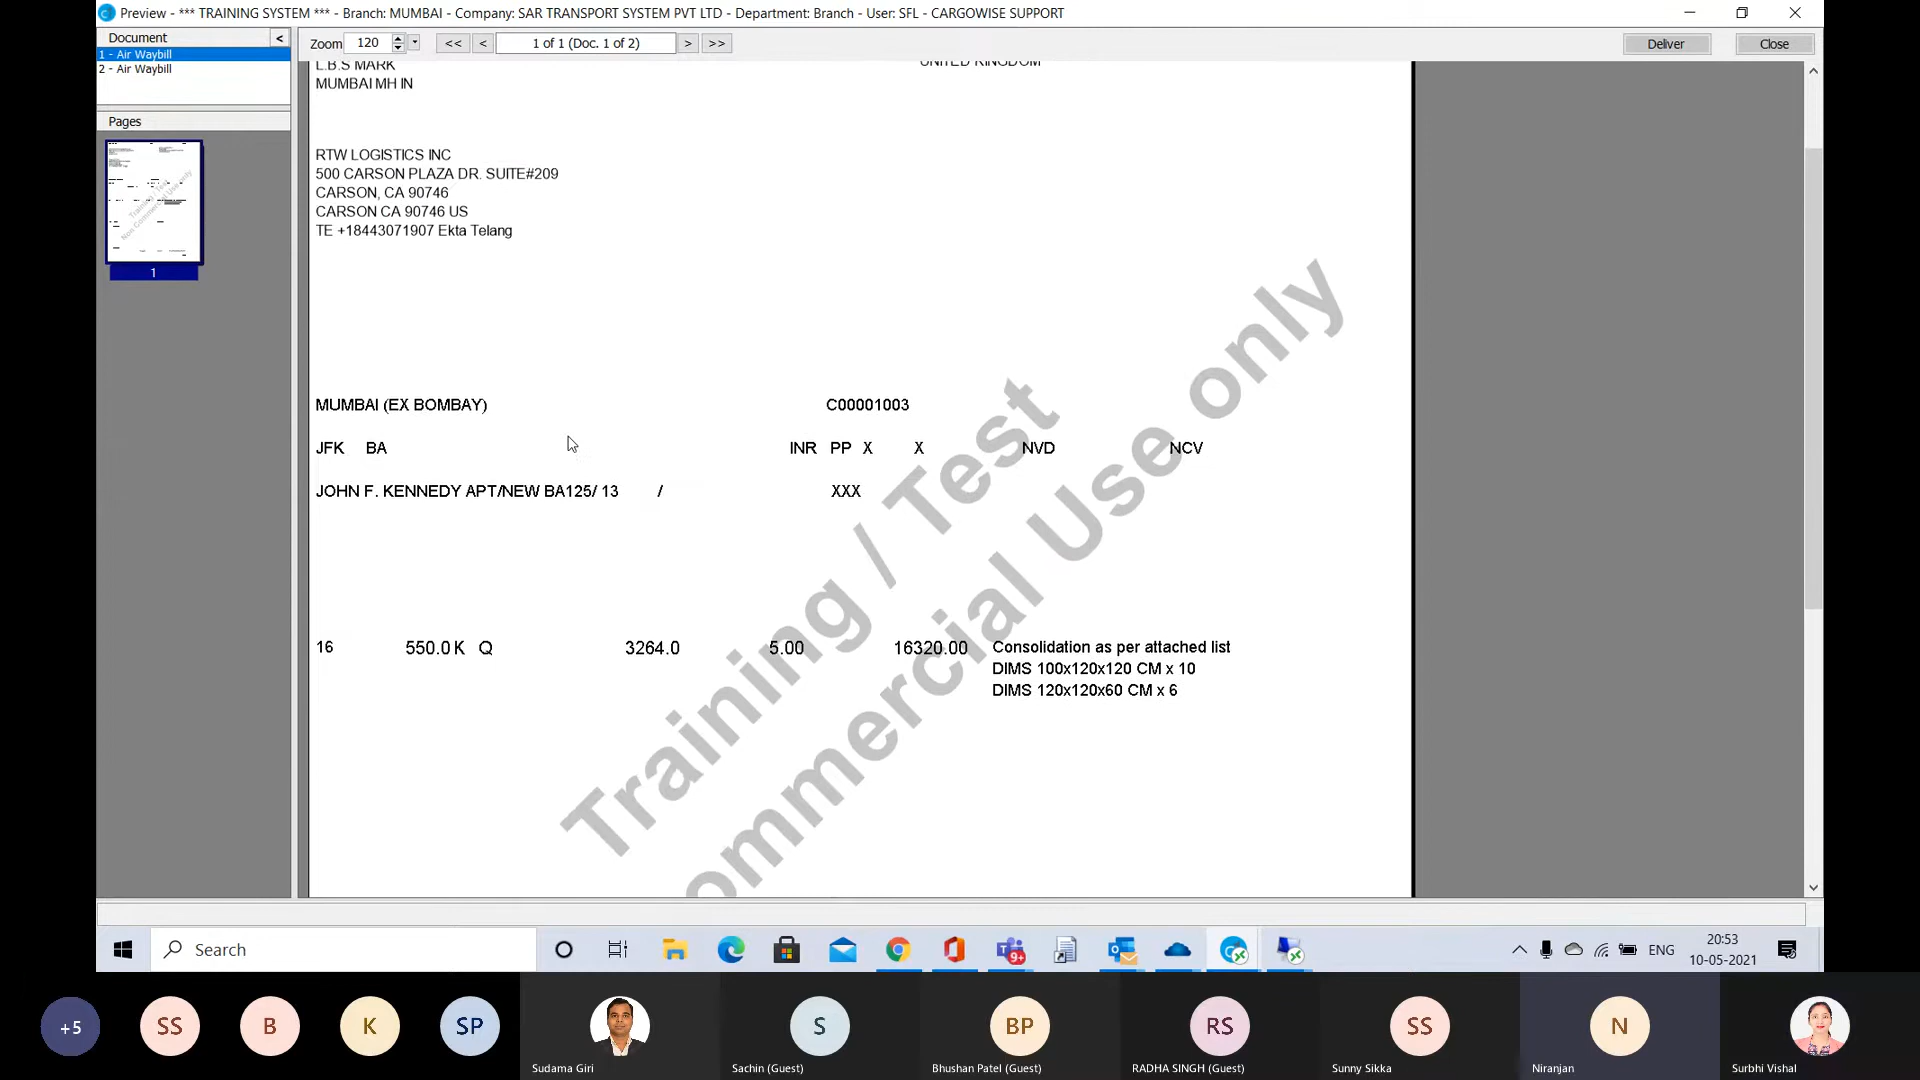 Preview - *** TRAINING SYSTEM *** - Branch: MUMBAI - Company: SAR TRANSPORT SYSTEM PVT LTD - Department: Branch - User: SFL - CARGOWISE SUPPORT
Document <
1 - Air Waybill
2 - Air Waybill
Zoom 120 << < 1 of 1 (Doc. 1 of 2) > >> Deliver Close
Pages
1
L.B.S MARK UNITED KINGDOM
MUMBAI MH IN
RTW LOGISTICS INC
500 CARSON PLAZA DR. SUITE#209
CARSON, CA 90746
CARSON CA 90746 US
TE +18443071907 Ekta Telang
MUMBAI (EX BOMBAY) C00001003
JFK BA INR PP X X NVD NCV
JOHN F. KENNEDY APT/NEW BA125/ 13 / XXX
16 550.0 K Q 3264.0 5.00 16320.00 Consolidation as per attached list
DIMS 100x120x120 CM x 10
DIMS 120x120x60 CM x 6
Training / Test
ommercial Use only
Search
9+
ENG
20:53
10-05-2021
+5 SS B K SP S BP RS SS N
Sudama Giri Sachin (Guest) Bhushan Patel (Guest) RADHA SINGH (Guest) Sunny Sikka Niranjan Surbhi Vishal